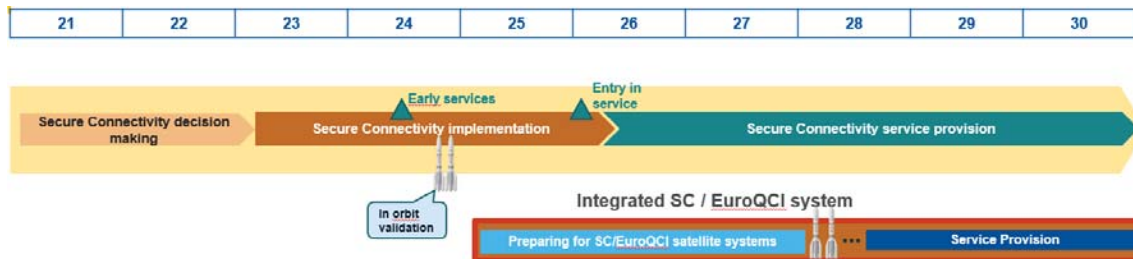 21 22 23 24 25 26 27 28 29 30
Early services
Entry in
service
Secure Connectivity decision
making
Secure Connectivity implementation
Secure Connectivity service provision
In orbit
validation
Integrated SC / EuroQCI system
Preparing for SC/EuroQCI satellite systems
...
Service Provision